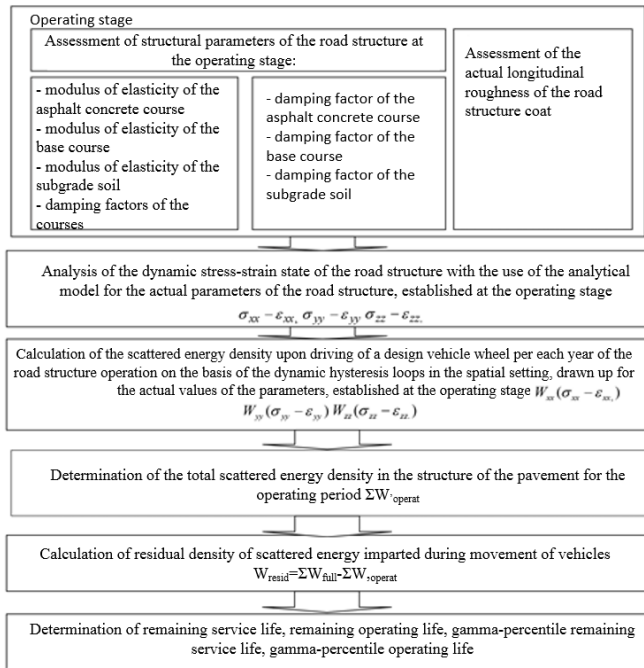 Operating stage
Assessment of structural parameters of the road structure at
the operating stage:
- modulus of elasticity of the
asphalt concrete course
- modulus of elasticity of the
base course
- modulus of elasticity of the
subgrade soil
- damping factors of the
courses
- damping factor of the
asphalt concrete course
- damping factor of the
base course
- damping factor of the
subgrade soil
Assessment of the
actual longitudinal
roughness of the road
structure coat
Analysis of the dynamic stress-strain state of the road structure with the use of the analytical
model for the actual parameters of the road structure, established at the operating stage
σxx – εxx, σyy – εyy σzz – εzz.
Calculation of the scattered energy density upon driving of a design vehicle wheel per each year of the
road structure operation on the basis of the dynamic hysteresis loops in the spatial setting, drawn up for
the actual values of the parameters, established at the operating stage Wxx(σxx – εxx,)
Wyy(σyy – εyy) Wzz(σzz – εzz.)
Determination of the total scattered energy density in the structure of the pavement for the
operating period ΣW,operat
Calculation of residual density of scattered energy imparted during movement of vehicles
Wresid=ΣWfull-ΣW,operat
Determination of remaining service life, remaining operating life, gamma-percentile remaining
service life, gamma-percentile operating life